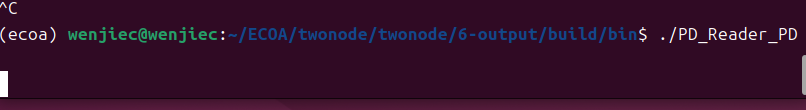 ^C
(ecoa) wenjiec@wenjiec:~/ECOA/twonode/twonode/6-output/build/bin$ ./PD_Reader_PD